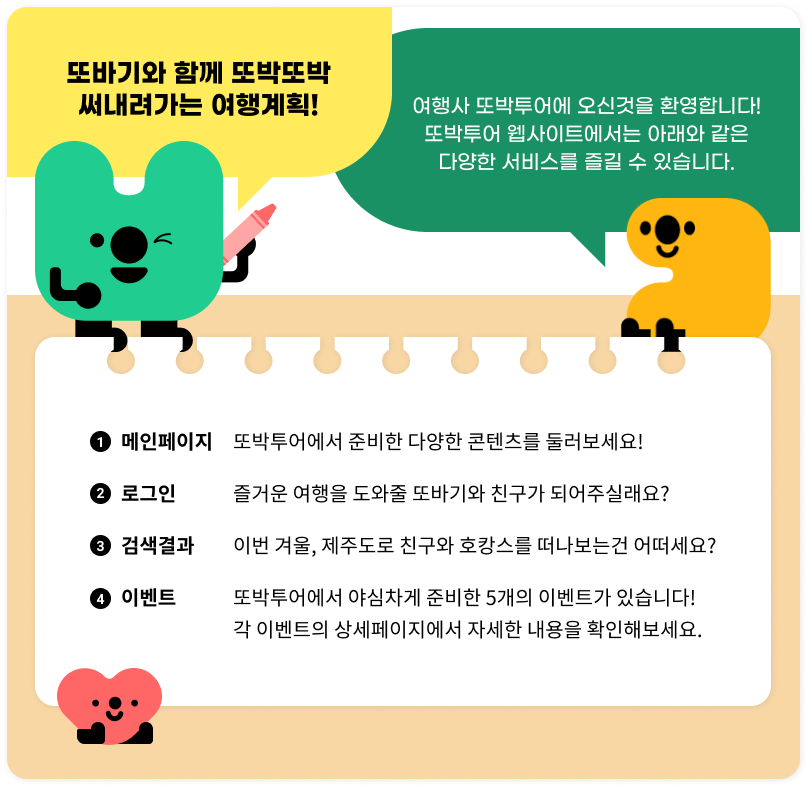 또바기와 함께 또박또박
써내려가는 여행계획!
여행사 또박투어에 오신것을 환영합니다!
또박투어 웹사이트에서는 아래와 같은
다양한 서비스를 즐길 수 있습니다.
1 메인페이지 또박투어에서 준비한 다양한 콘텐츠를 둘러보세요!
2 로그인 즐거운 여행을 도와줄 또바기와 친구가 되어주실래요?
3 검색결과 이번 겨울, 제주도로 친구와 호캉스를 떠나보는건 어떠세요?
4 이벤트 또박투어에서 야심차게 준비한 5개의 이벤트가 있습니다!
각 이벤트의 상세페이지에서 자세한 내용을 확인해보세요.